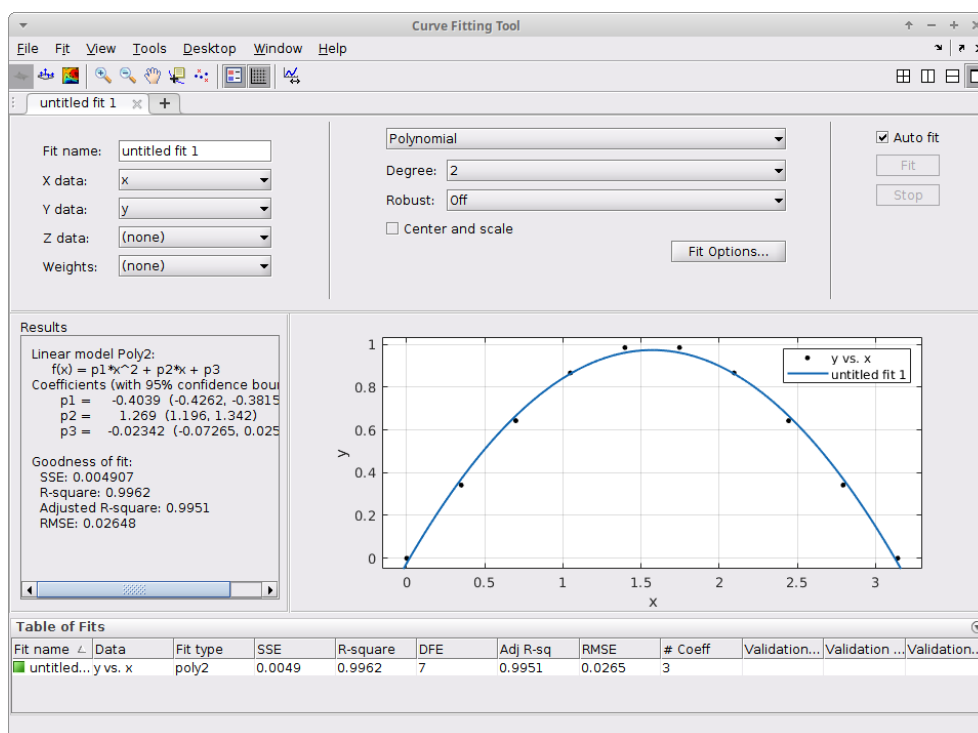 Curve Fitting Tool
File Fit View Tools Desktop Window Help
untitled fit 1
Fit name: untitled fit 1
X data: x
Y data: y
Z data: (none)
Weights: (none)
Polynomial
Degree: 2
Robust: Off
Center and scale
Fit Options...
Auto fit
Fit
Stop
Results
Linear model Poly2:
f(x) = p1*x^2 + p2*x + p3
Coefficients (with 95% confidence bou
p1 = -0.4039 (-0.4262, -0.3815
p2 = 1.269 (1.196, 1.342)
p3 = -0.02342 (-0.07265, 0.025
Goodness of fit:
SSE: 0.004907
R-square: 0.9962
Adjusted R-square: 0.9951
RMSE: 0.02648
1
0.8
0.6
0.4
0.2
0
y
0 0.5 1 1.5 2 2.5 3
x
y vs. x
untitled fit 1
Table of Fits
Fit name Data Fit type SSE R-square DFE Adj R-sq RMSE # Coeff Validation... Validation ... Validation...
untitled... y vs. x poly2 0.0049 0.9962 7 0.9951 0.0265 3